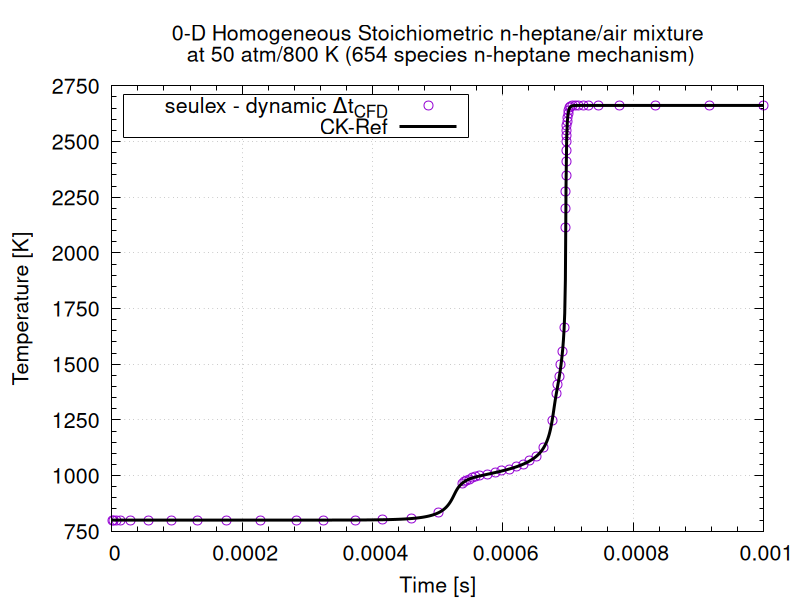 0-D Homogeneous Stoichiometric n-heptane/air mixture
at 50 atm/800 K (654 species n-heptane mechanism)
seulex - dynamic ΔtCFD
CK-Ref
2750
2500
2250
2000
1750
1500
1250
1000
750
Temperature [K]
0
0.0002
0.0004
0.0006
0.0008
0.001
Time [s]